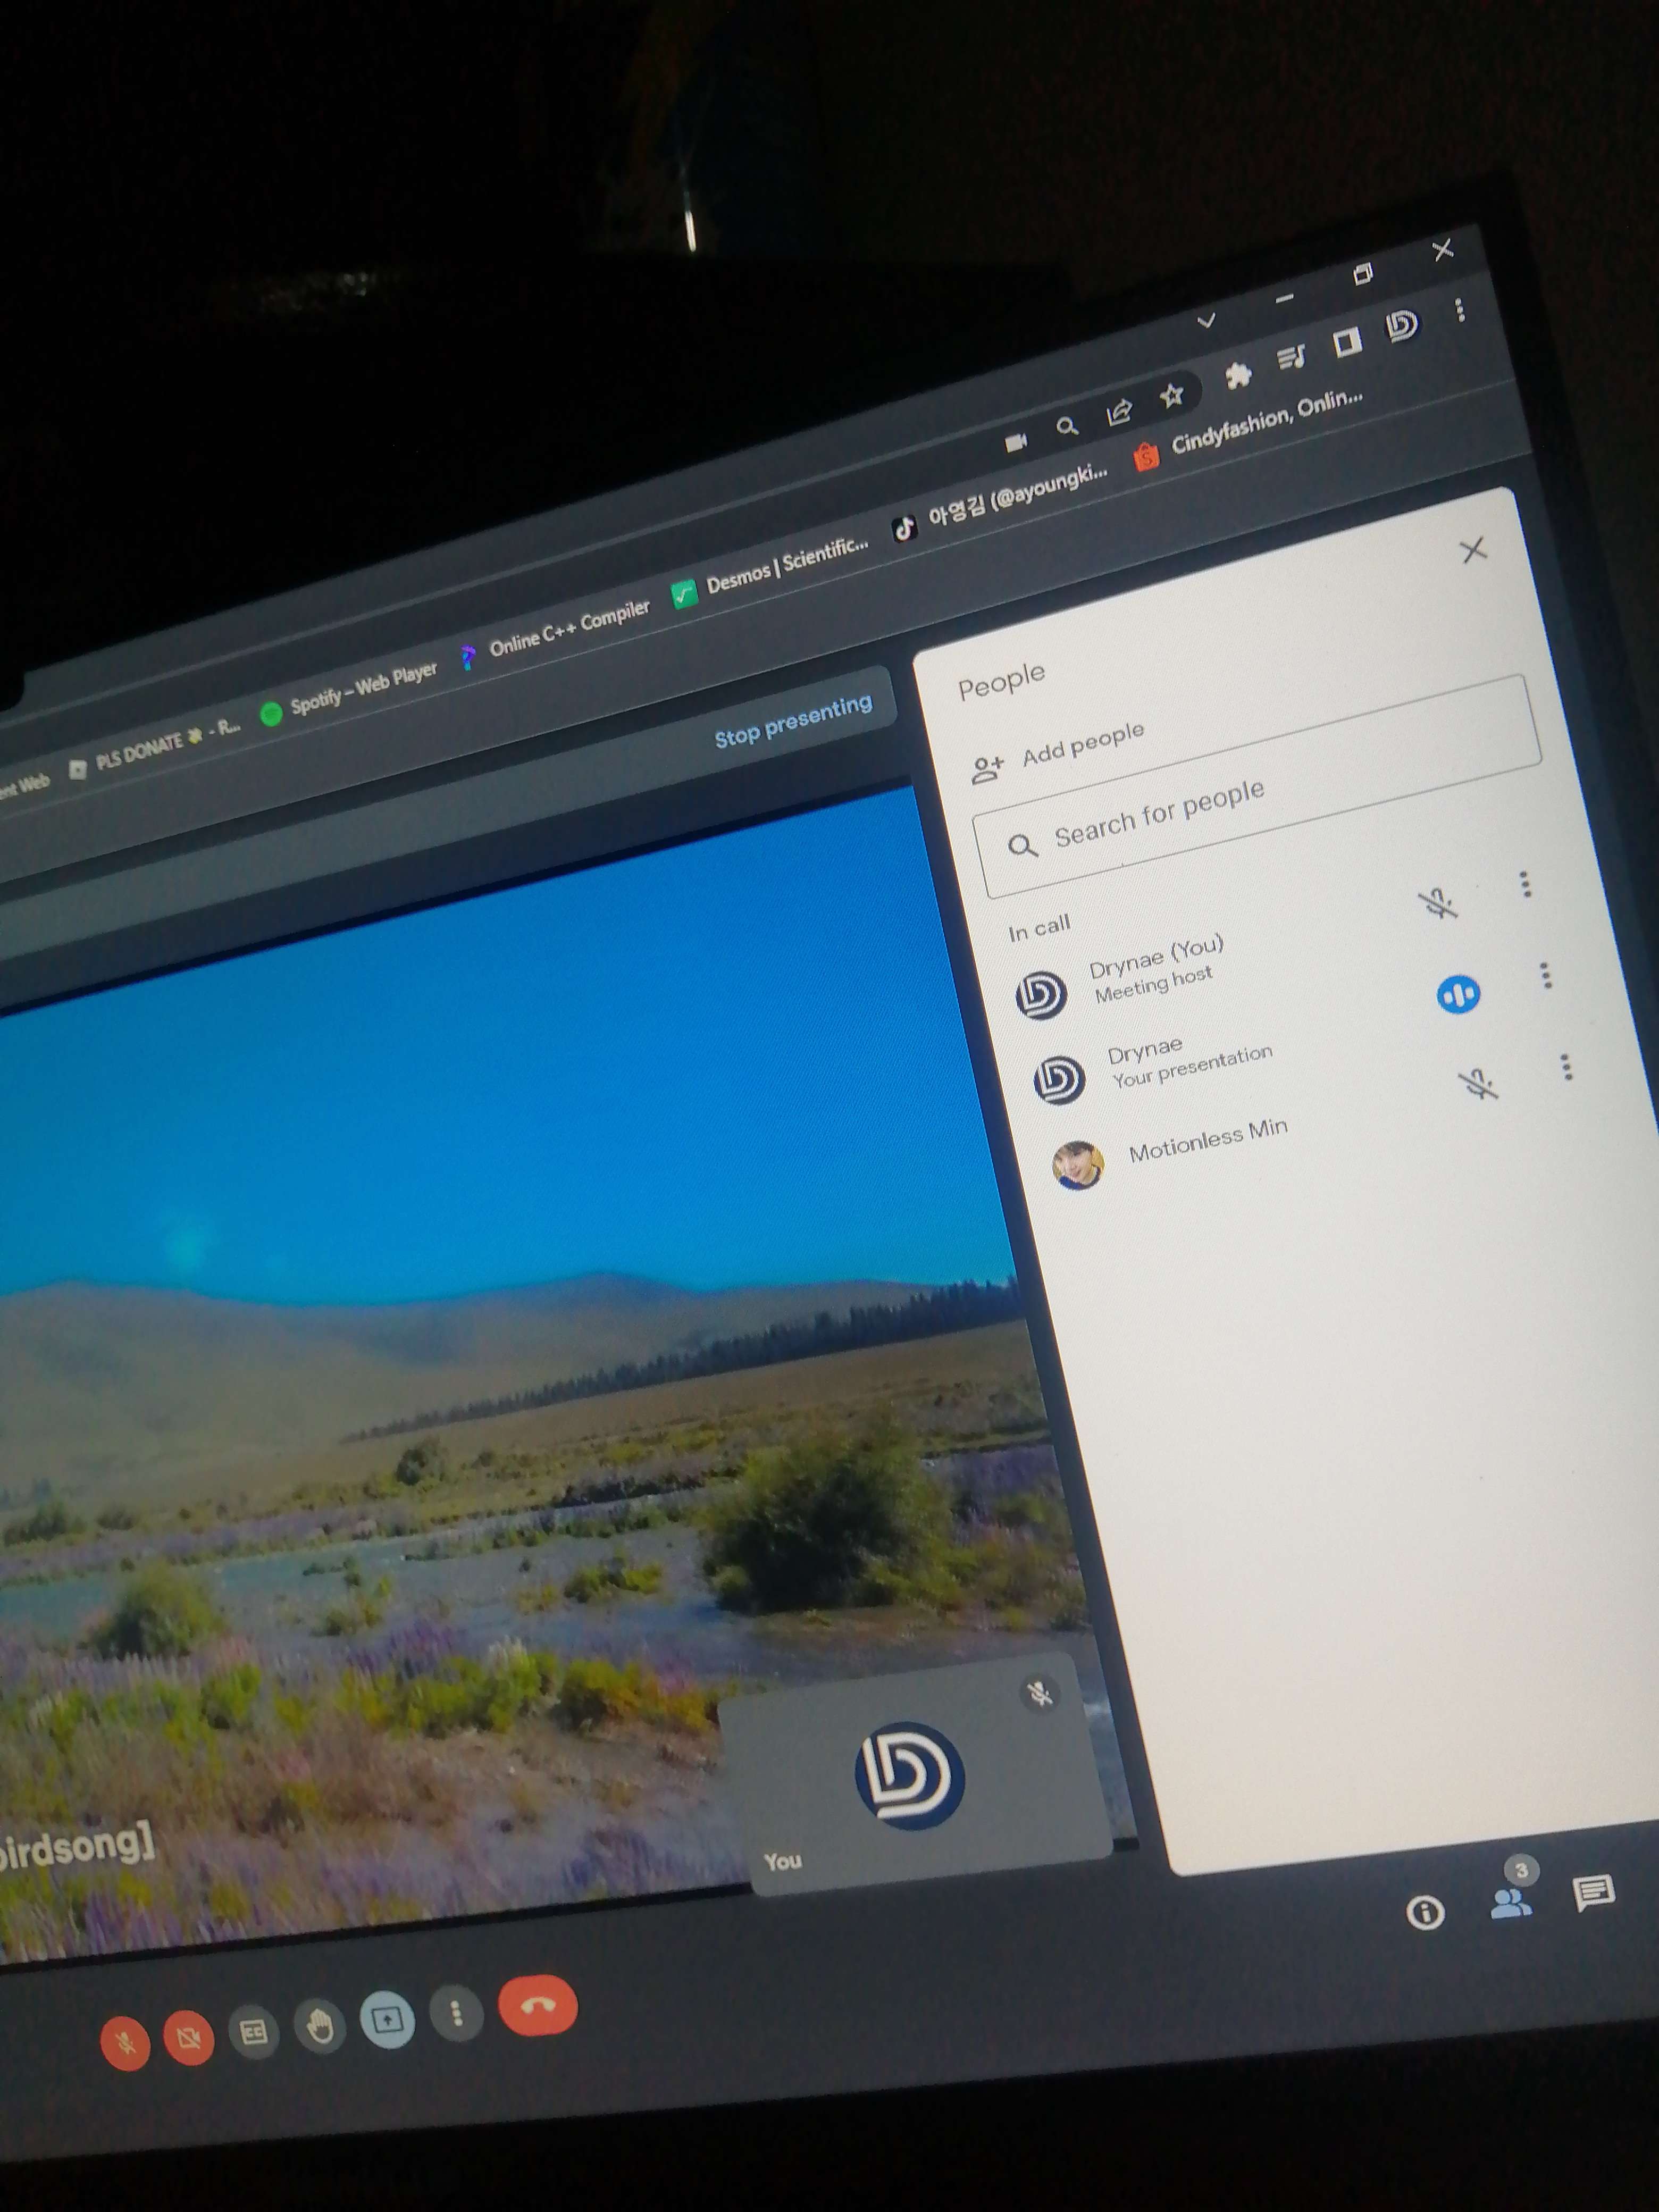 ent Web
PLS DONATE - R...
Spotify – Web Player
Online C++ Compiler
Desmos | Scientific...
아영김 (@ayoungki...
Cindyfashion, Onlin...
Stop presenting
People
Add people
Search for people
In call
Drynae (You)
Meeting host
Drynae
Your presentation
Motionless Min
birdsong]
You
3
CC